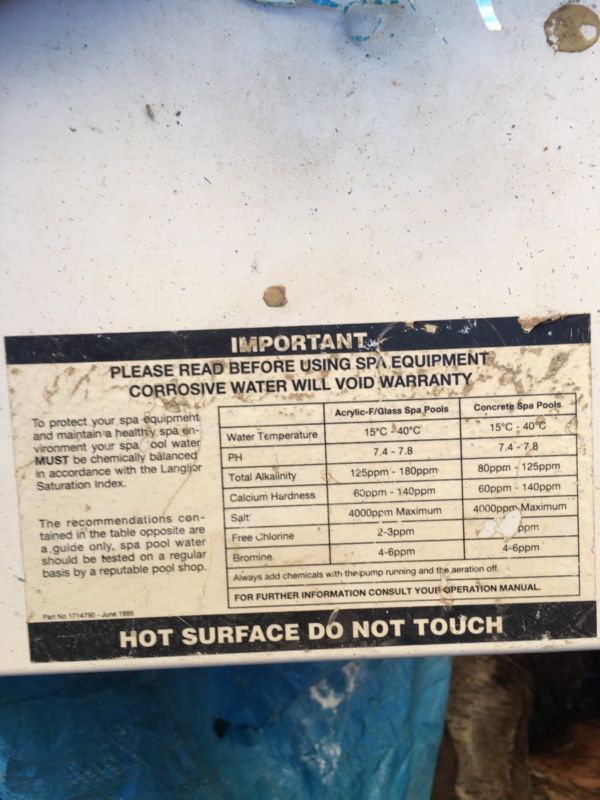 IMPORTANT
PLEASE READ BEFORE USING SPA EQUIPMENT
CORROSIVE WATER WILL VOID WARRANTY
To protect your spa equipment
and maintain a healthy spa en-
vironment your spa ool water
MUST be chemically balanced
in accordance with the Langlior
Saturation Index.
The recommendations con-
tained in the table opposite are
a guide only, spa pool water
should be tested on a regular
basis by a reputable pool shop.
Part No 1714790 - June 1995
Acrylic-F/Glass Spa Pools Concrete Spa Pools
Water Temperature 15°C - 40°C 15°C - 40°C
PH 7.4 - 7.8 7.4 - 7.8
Total Alkalinity 125ppm - 180ppm 80ppm - 125ppm
Calcium Hardness 60ppm - 140ppm 60ppm - 140ppm
Salt 4000ppm Maximum 4000ppm Maximum
Free Chlorine 2-3ppm ppm
Bromine 4-6ppm 4-6ppm
Always add chemicals with the pump running and the aeration off.
FOR FURTHER INFORMATION CONSULT YOUR OPERATION MANUAL.
HOT SURFACE DO NOT TOUCH